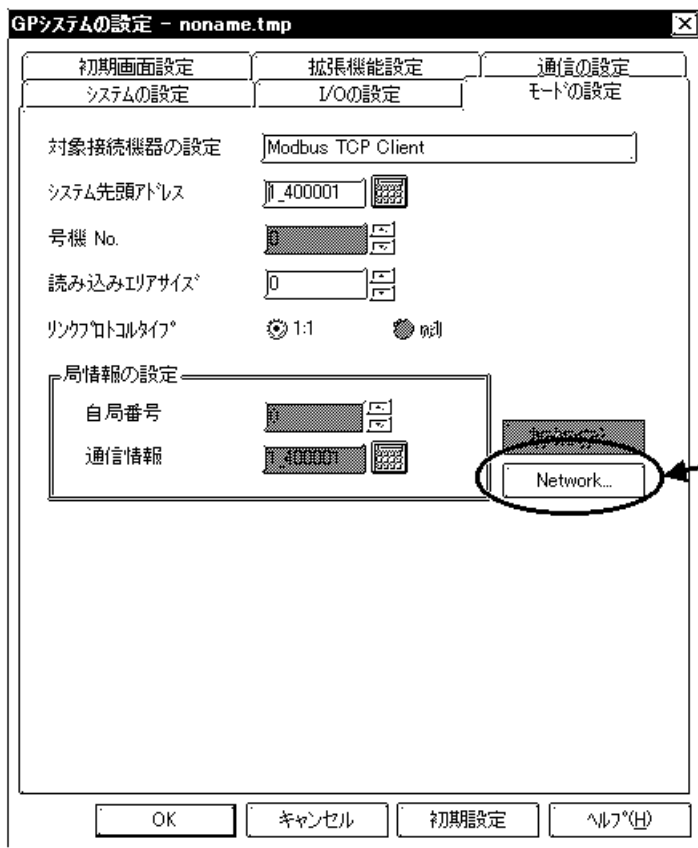 GPシステムの設定 - noname.tmp
初期画面設定 拡張機能設定 通信の設定
システムの設定 I/Oの設定 モードの設定
対象接続機器の設定 Modbus TCP Client
システム先頭アドレス 1_400001
号機 No. 0
読み込みエリアサイズ 0
リンクプロトコルタイプ 1:1 n:1
局情報の設定
自局番号 0
通信情報 1_400001
Network...
OK キャンセル 初期設定 ヘルプ(H)